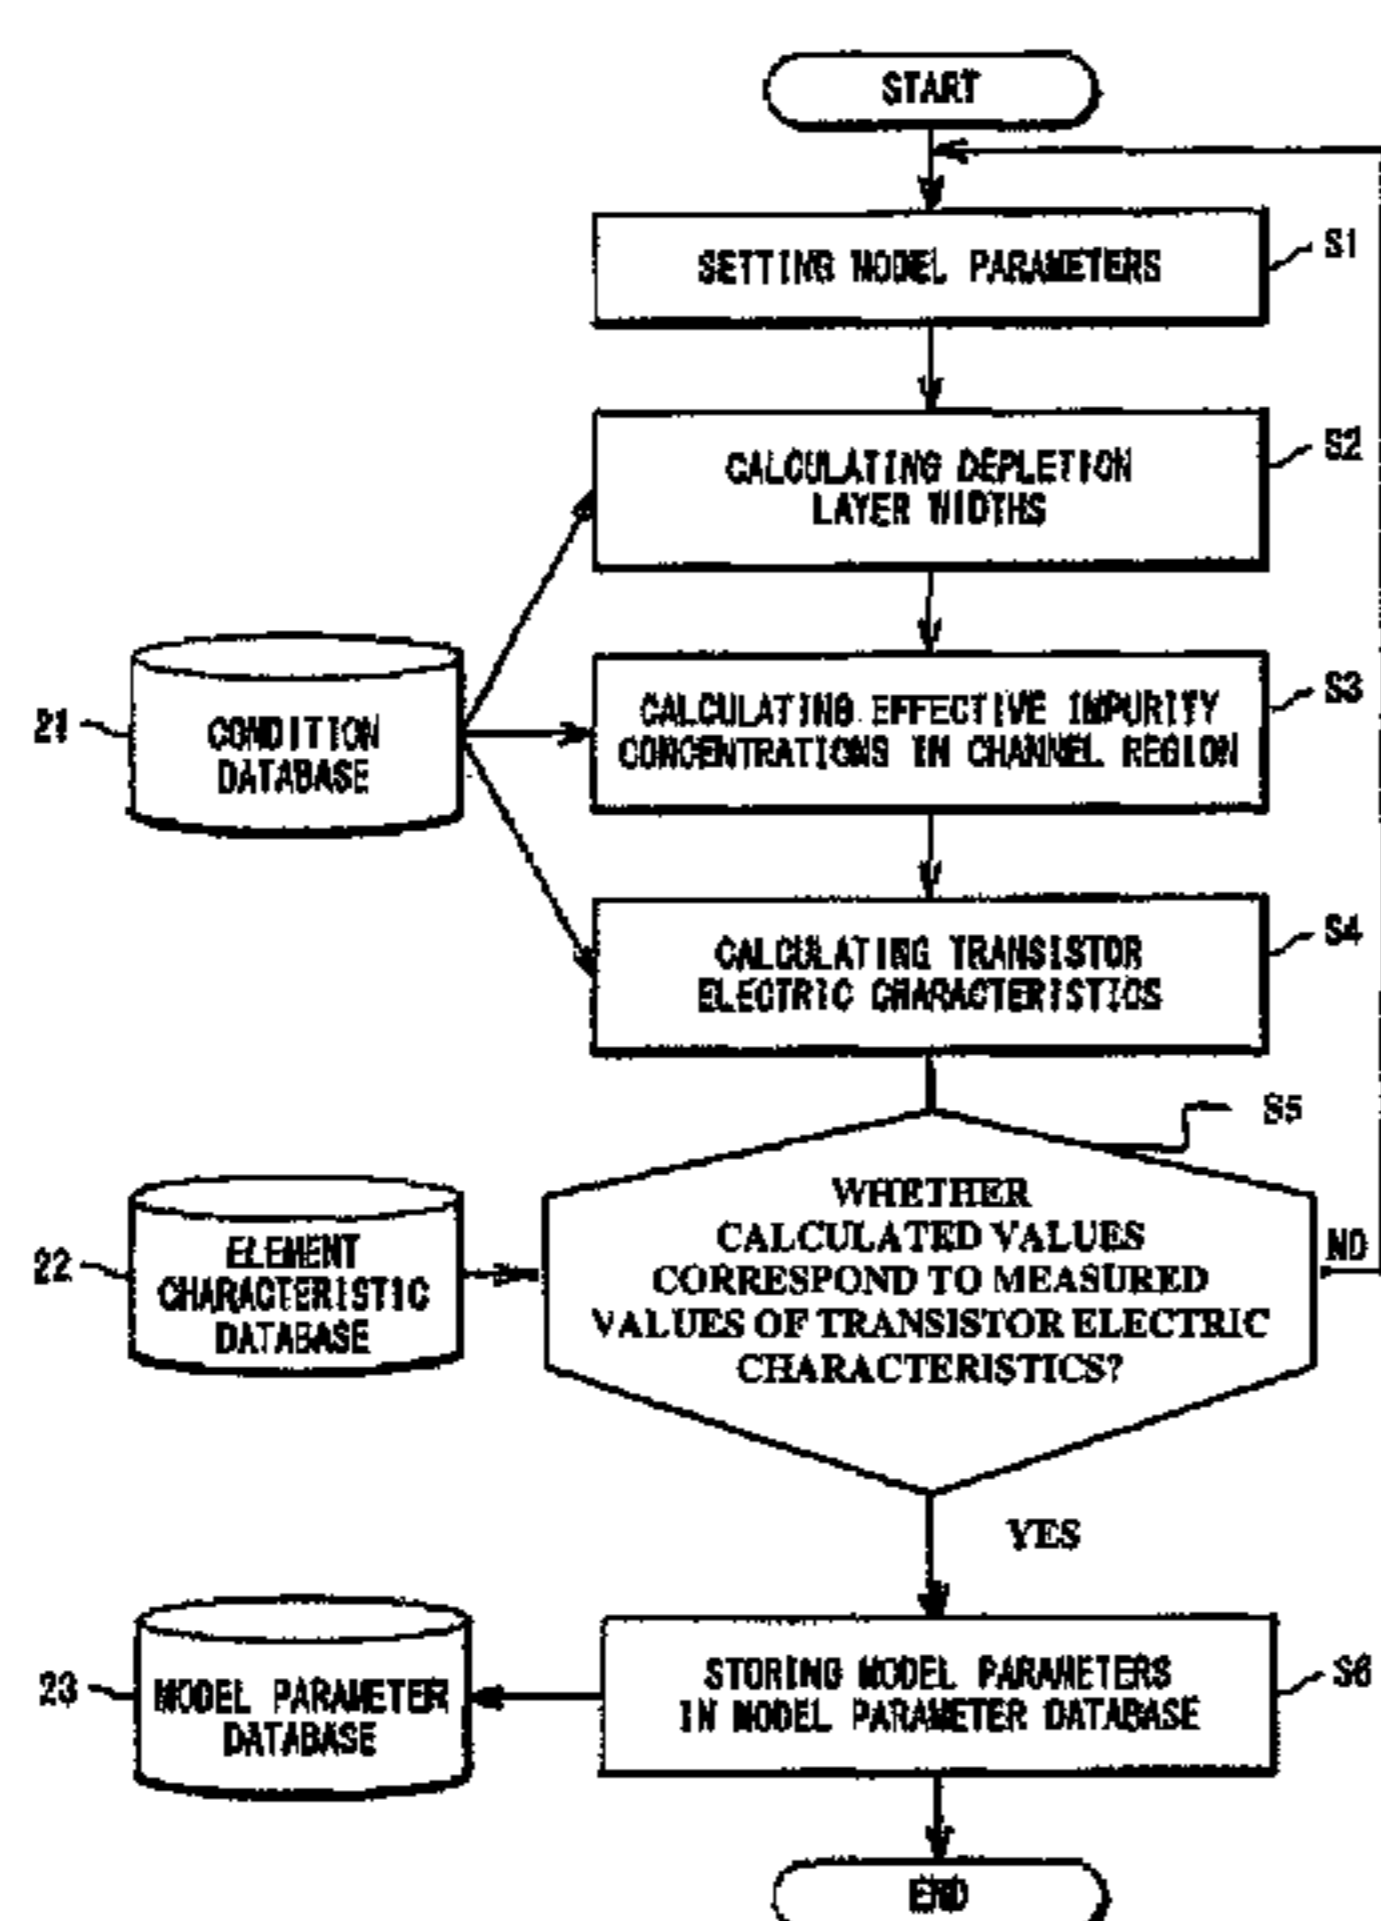 START
SETTING MODEL PARAMETERS
S1
CALCULATING DEPLETION
LAYER WIDTHS
S2
CALCULATING EFFECTIVE IMPURITY
CONCENTRATIONS IN CHANNEL REGION
S3
21
CONDITION
DATABASE
CALCULATING TRANSISTOR
ELECTRIC CHARACTERISTICS
S4
S5
WHETHER
CALCULATED VALUES
CORRESPOND TO MEASURED
VALUES OF TRANSISTOR ELECTRIC
CHARACTERISTICS?
NO
22
ELEMENT
CHARACTERISTIC
DATABASE
YES
STORING MODEL PARAMETERS
IN MODEL PARAMETER DATABASE
S6
23
MODEL PARAMETER
DATABASE
END